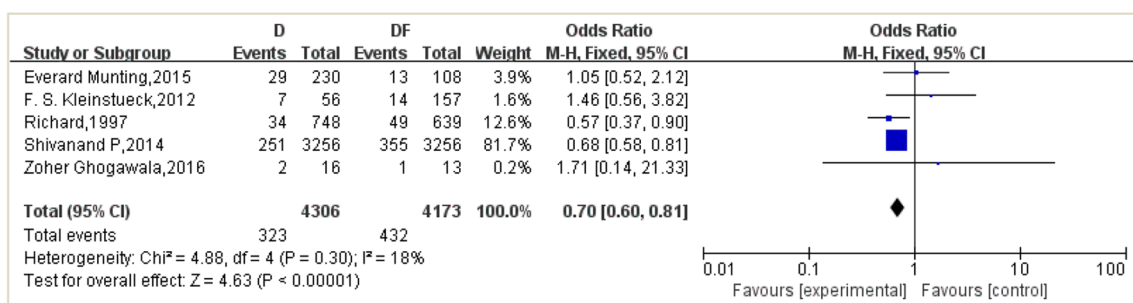 D DF Odds Ratio Odds Ratio
Study or Subgroup Events Total Events Total Weight M-H, Fixed, 95% CI M-H, Fixed, 95% CI
Everard Munting,2015 29 230 13 108 3.9% 1.05 [0.52, 2.12]
F. S. Kleinstueck,2012 7 56 14 157 1.6% 1.46 [0.56, 3.82]
Richard,1997 34 748 49 639 12.6% 0.57 [0.37, 0.90]
Shivanand P,2014 251 3256 355 3256 81.7% 0.68 [0.58, 0.81]
Zoher Ghogawala,2016 2 16 1 13 0.2% 1.71 [0.14, 21.33]
Total (95% CI) 4306 4173 100.0% 0.70 [0.60, 0.81]
Total events 323 432
Heterogeneity: Chi² = 4.88, df = 4 (P = 0.30); I² = 18%
Test for overall effect: Z = 4.63 (P < 0.00001)
0.01 0.1 1 10 100
Favours [experimental] Favours [control]